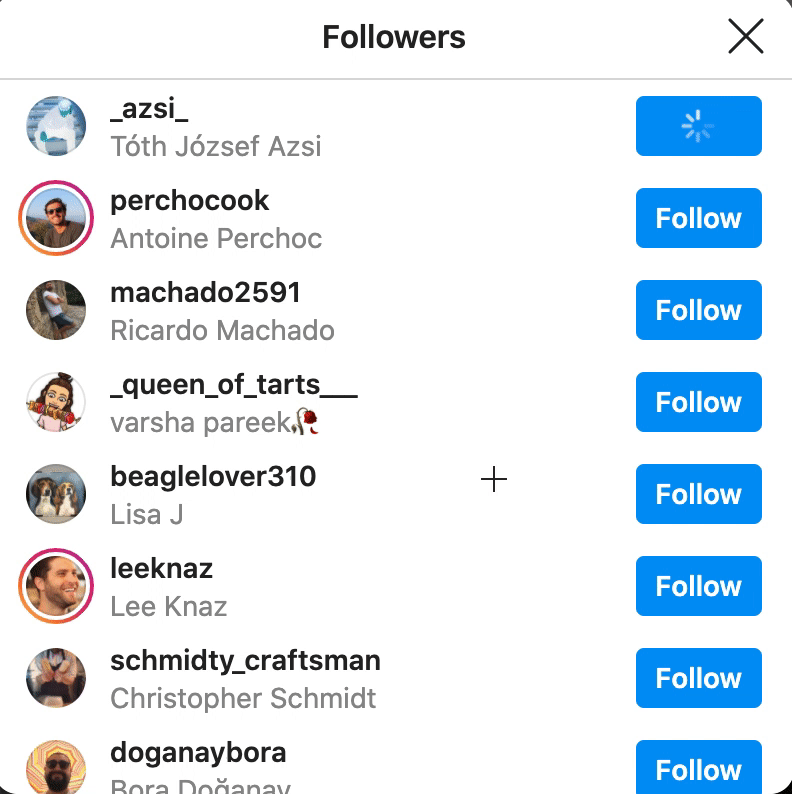 Followers
_azsi_
Tóth József Azsi
perchocook
Antoine Perchoc
Follow
machado2591
Ricardo Machado
Follow
_queen_of_tarts___
varsha pareek🥀
Follow
beaglelover310
Lisa J
Follow
leeknaz
Lee Knaz
Follow
schmidty_craftsman
Christopher Schmidt
Follow
doganaybora
Bora Doğanay
Follow